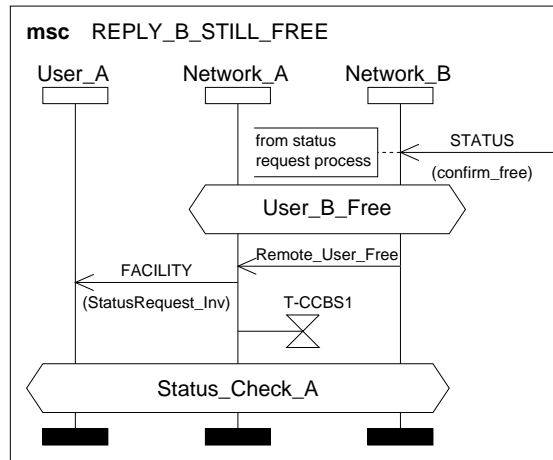 msc REPLY_B_STILL_FREE
User_A Network_A Network_B
from status
request process
STATUS
(confirm_free)
User_B_Free
Remote_User_Free
FACILITY
(StatusRequest_Inv)
T-CCBS1
Status_Check_A